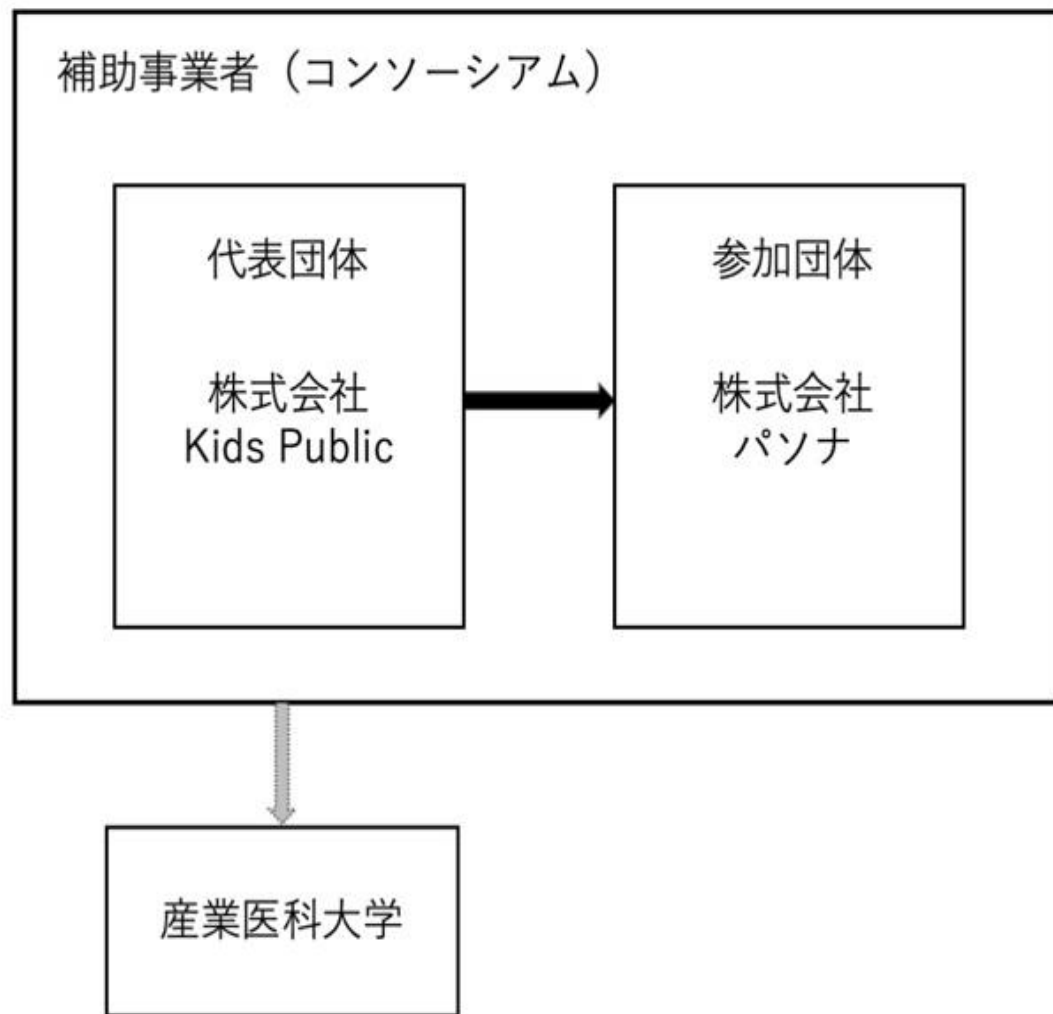 補助事業者（コンソーシアム）
代表団体
株式会社
Kids Public
参加団体
株式会社
パソナ
産業医科大学